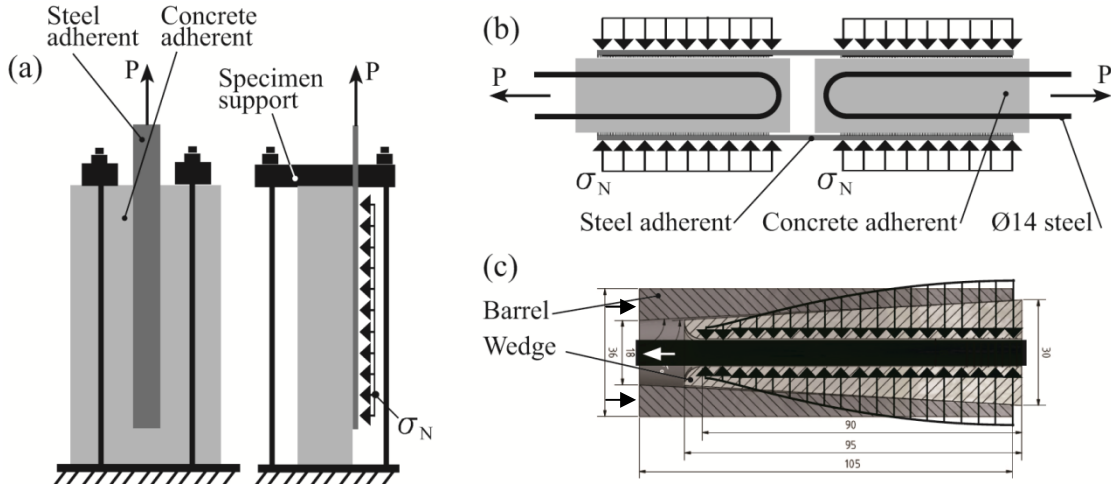 Steel
adherent
Concrete
adherent
(a)
P
Specimen
support
P
σN
(b)
P
P
σN
σN
Steel adherent
Concrete adherent
Ø14 steel
(c)
Barrel
Wedge
36
18
30
90
95
105